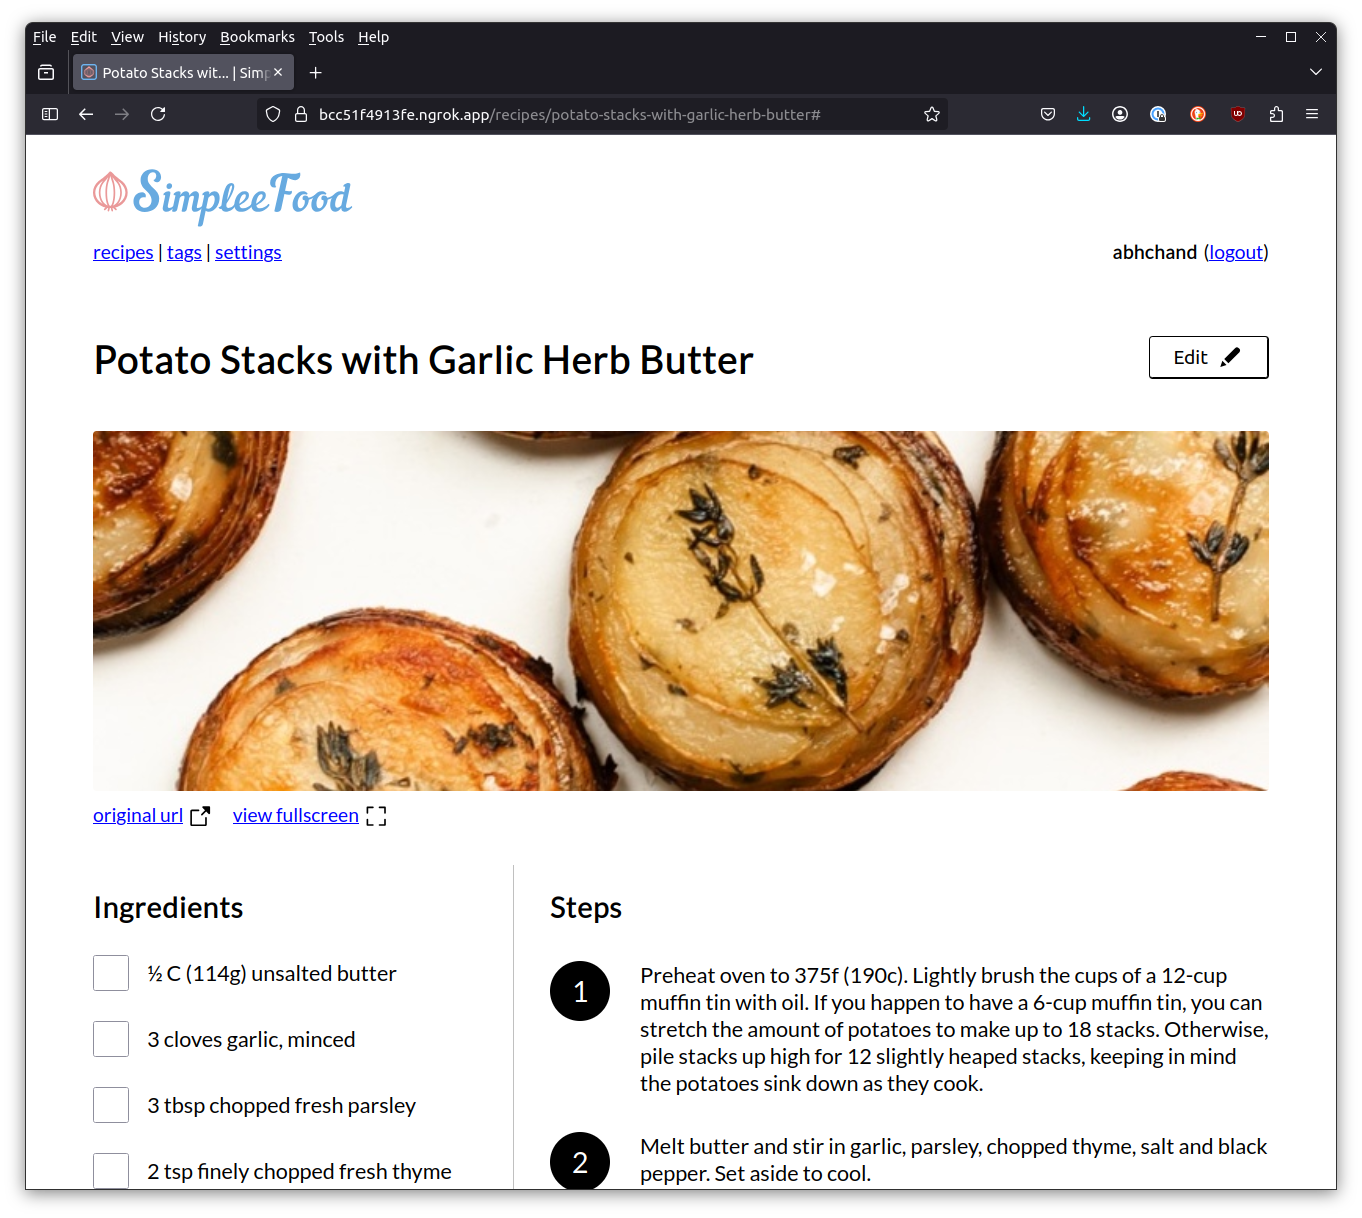 File Edit View History Bookmarks Tools Help
Potato Stacks wit... | Simp
bcc51f4913fe.ngrok.app/recipes/potato-stacks-with-garlic-herb-butter#
SimpleeFood
recipes | tags | settings
abhchand (logout)
Potato Stacks with Garlic Herb Butter
Edit
original url
view fullscreen
Ingredients
½ C (114g) unsalted butter
3 cloves garlic, minced
3 tbsp chopped fresh parsley
2 tsp finely chopped fresh thyme
Steps
1
Preheat oven to 375f (190c). Lightly brush the cups of a 12-cup
muffin tin with oil. If you happen to have a 6-cup muffin tin, you can
stretch the amount of potatoes to make up to 18 stacks. Otherwise,
pile stacks up high for 12 slightly heaped stacks, keeping in mind
the potatoes sink down as they cook.
2
Melt butter and stir in garlic, parsley, chopped thyme, salt and black
pepper. Set aside to cool.